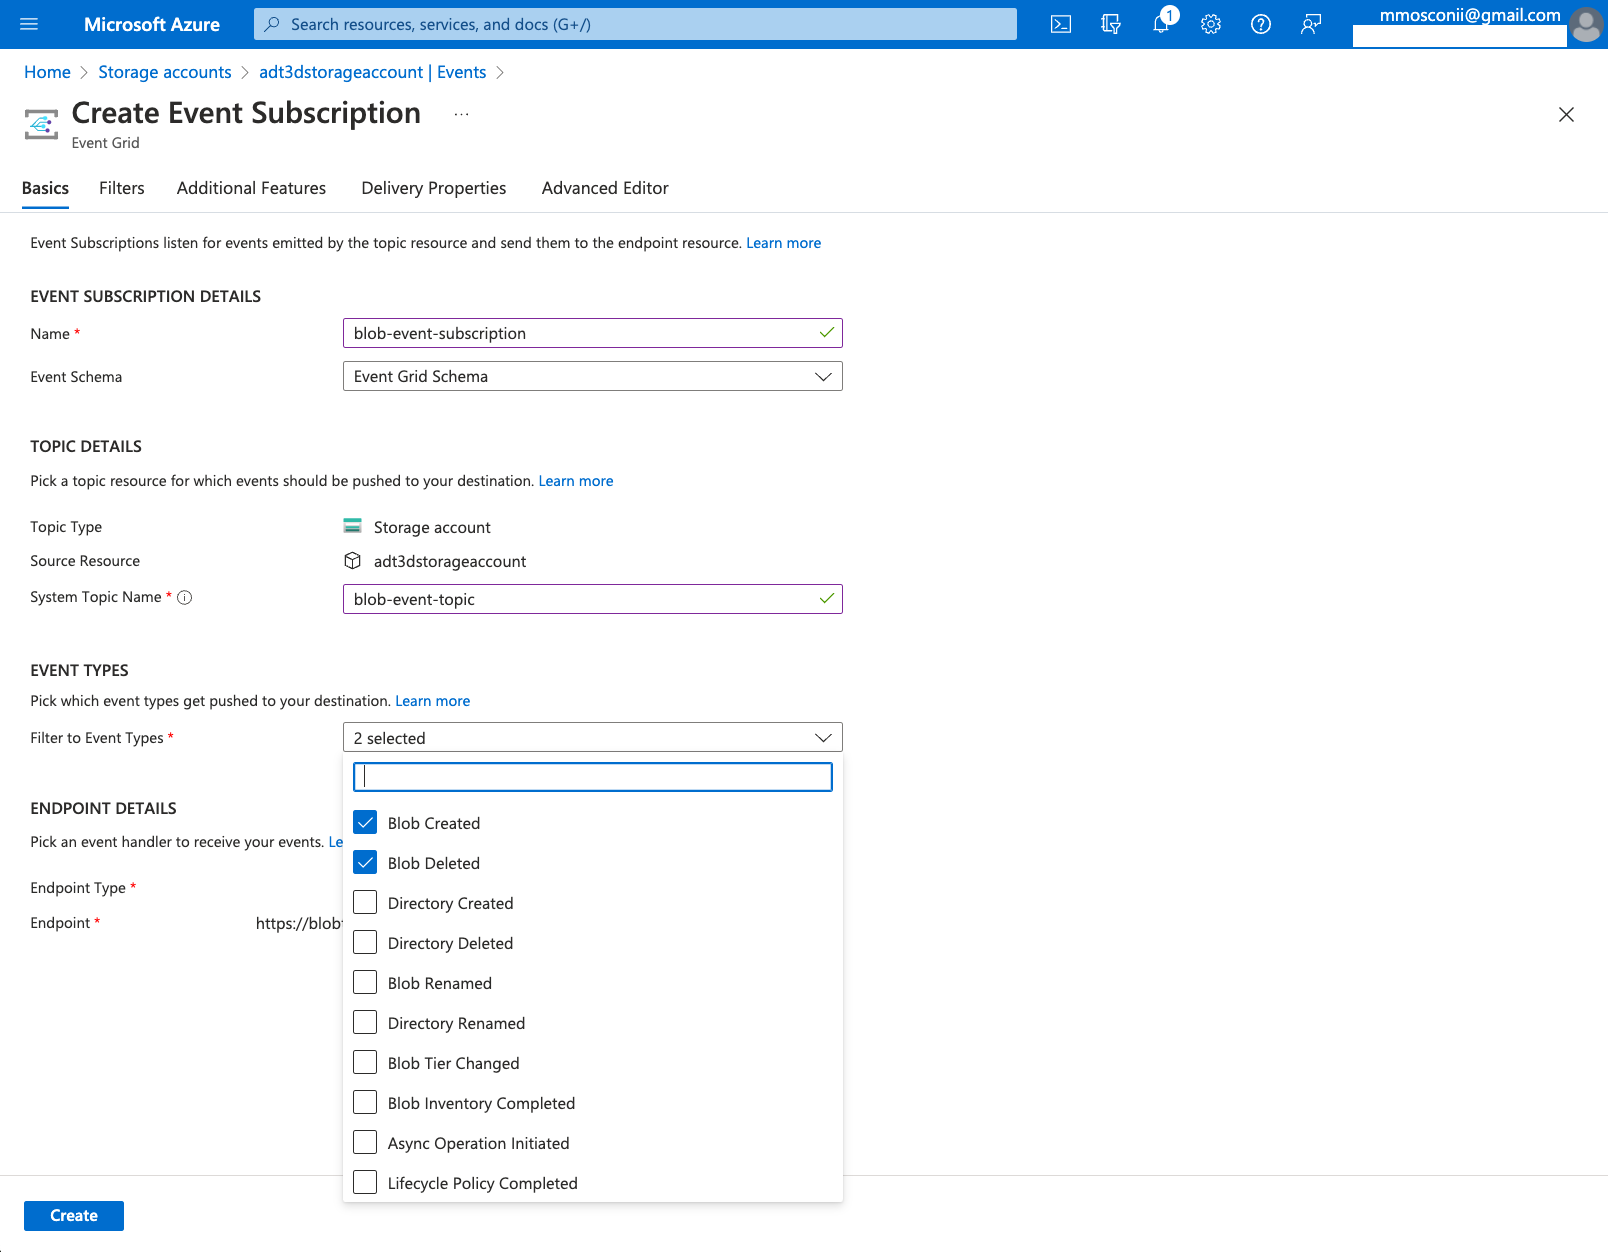 Microsoft Azure
Search resources, services, and docs (G+/)
1
mmosconii@gmail.com
Home > Storage accounts > adt3dstorageaccount | Events >
Create Event Subscription ...
Event Grid
Basics Filters Additional Features Delivery Properties Advanced Editor
Event Subscriptions listen for events emitted by the topic resource and send them to the endpoint resource. Learn more
EVENT SUBSCRIPTION DETAILS
Name * blob-event-subscription
Event Schema Event Grid Schema
TOPIC DETAILS
Pick a topic resource for which events should be pushed to your destination. Learn more
Topic Type Storage account
Source Resource adt3dstorageaccount
System Topic Name * blob-event-topic
EVENT TYPES
Pick which event types get pushed to your destination. Learn more
Filter to Event Types * 2 selected
Blob Created
ENDPOINT DETAILS
Pick an event handler to receive your events. Le
Blob Deleted
Endpoint Type *
Directory Created
Endpoint * https://blob
Directory Deleted
Blob Renamed
Directory Renamed
Blob Tier Changed
Blob Inventory Completed
Async Operation Initiated
Lifecycle Policy Completed
Create